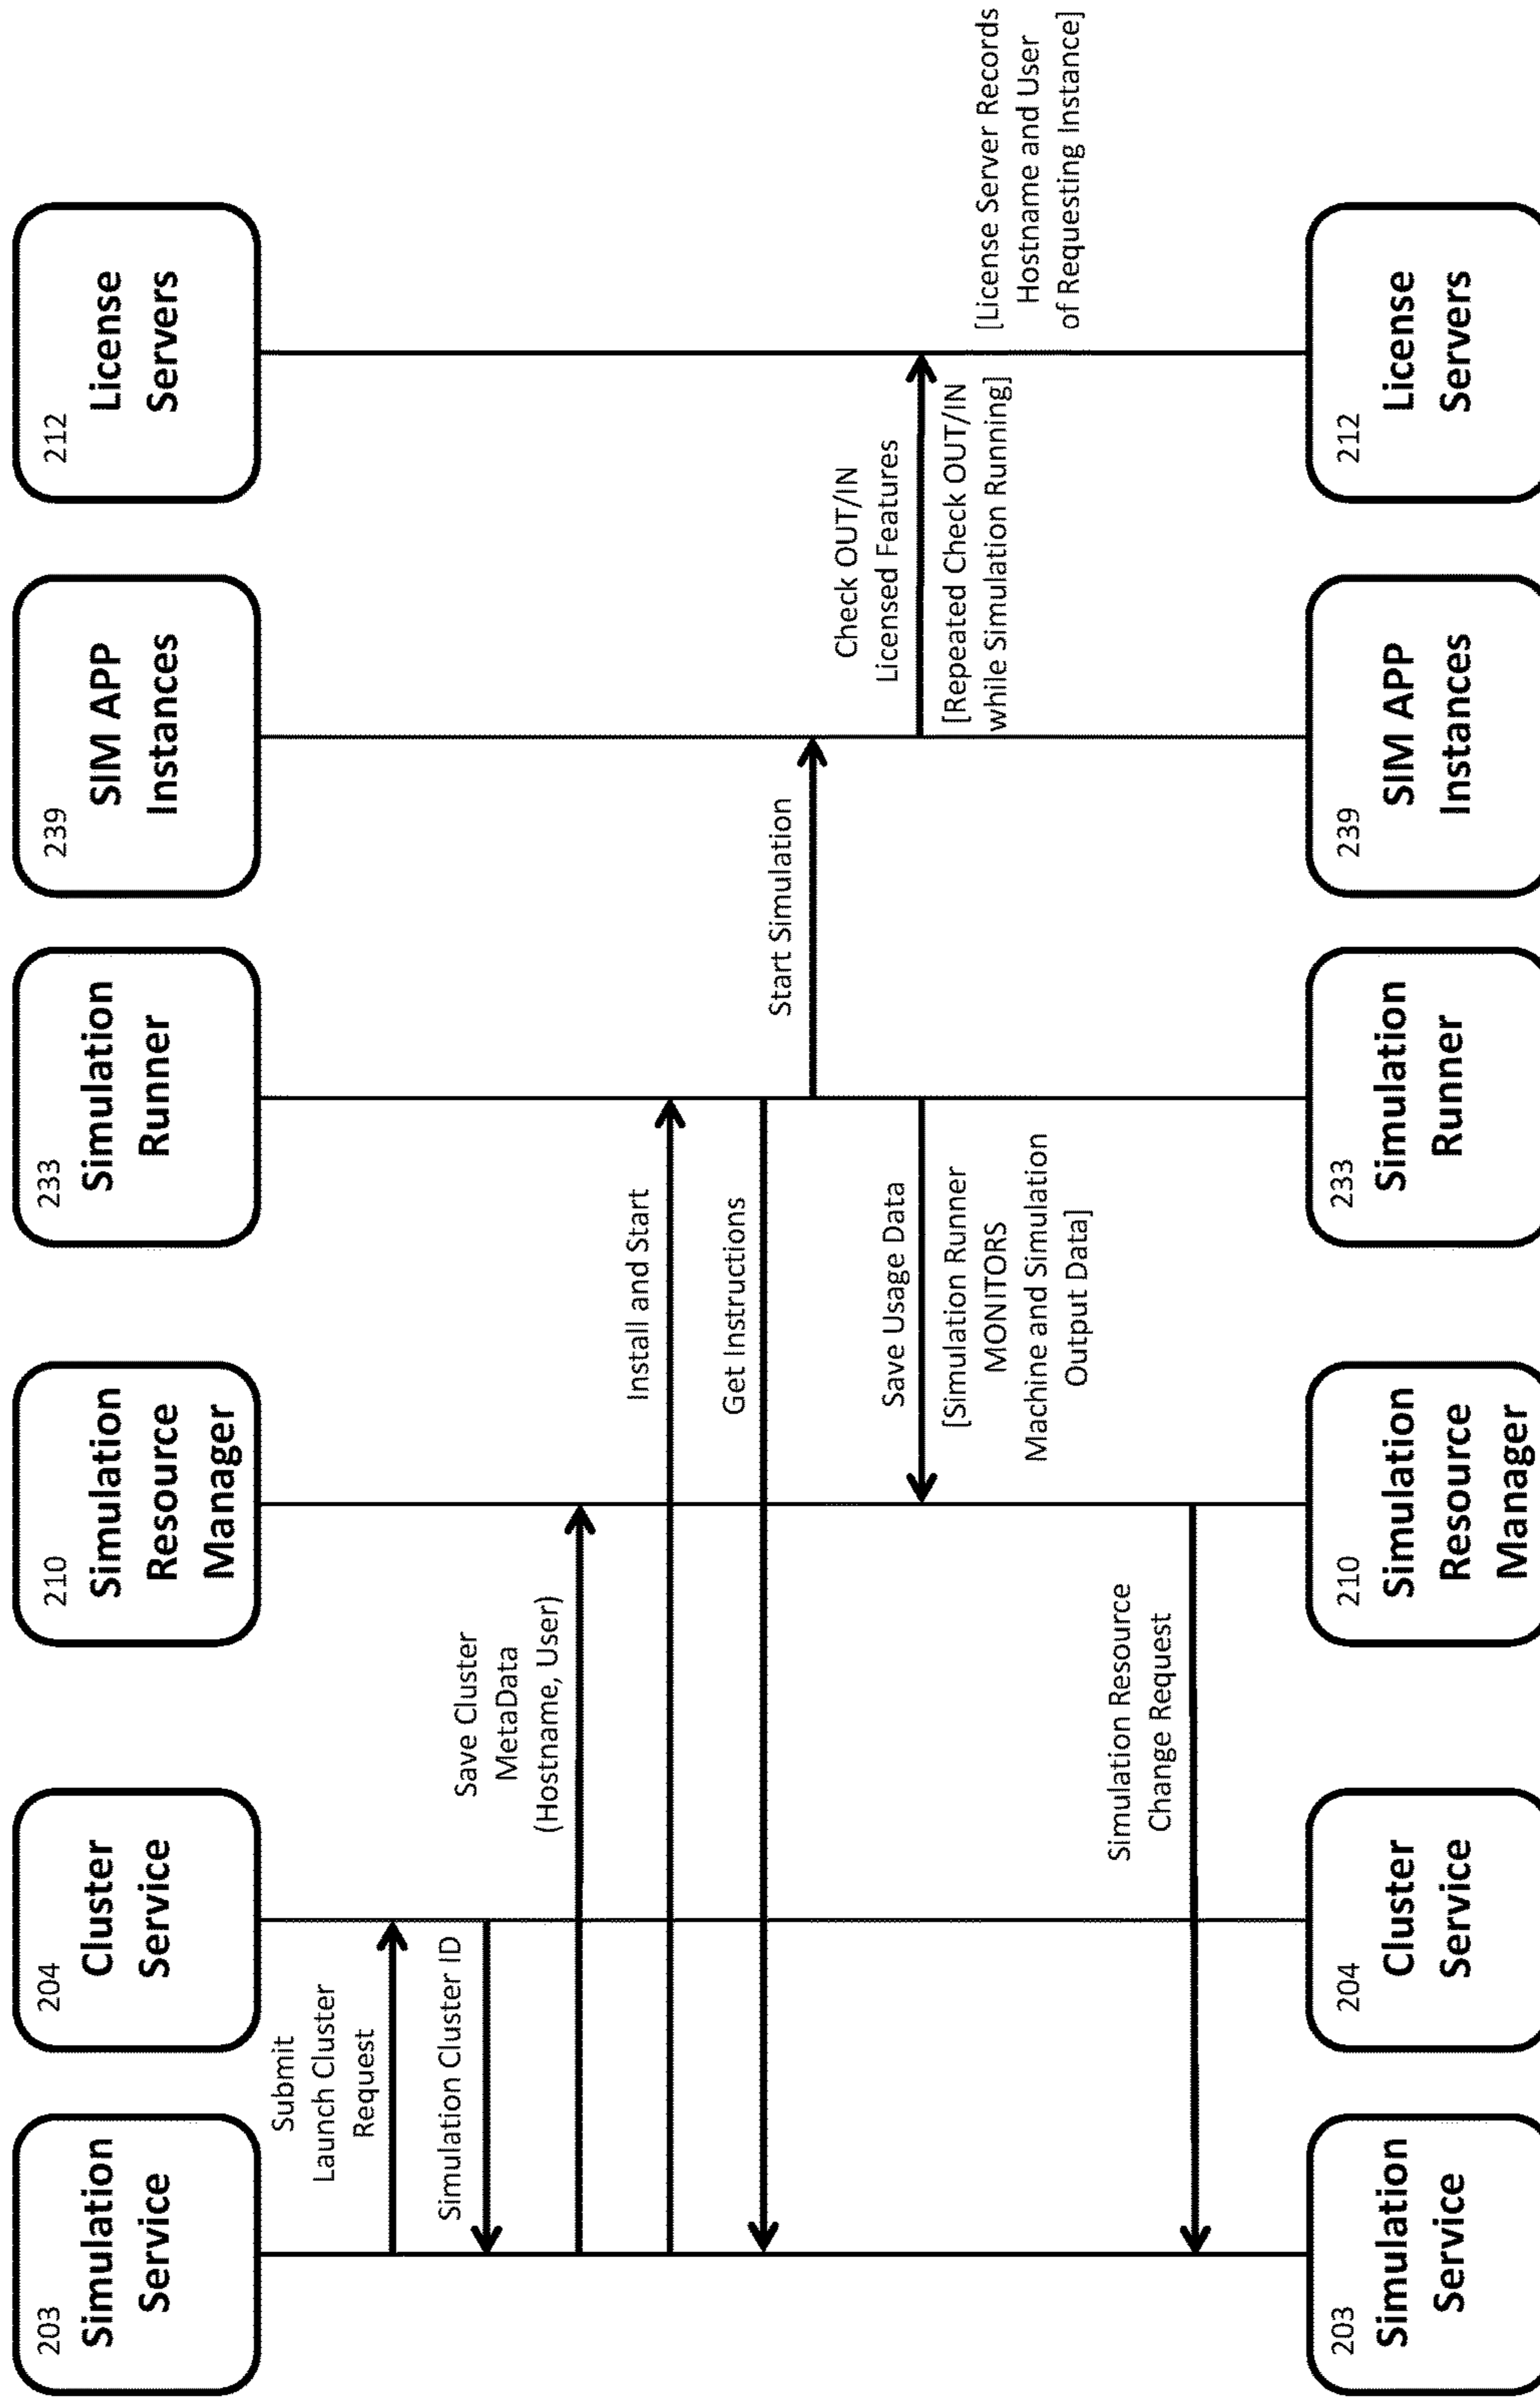 203
Simulation
Service
204
Cluster
Service
210
Simulation
Resource
Manager
233
Simulation
Runner
239
SIM APP
Instances
212
License
Servers
Submit
Launch Cluster
Request
Simulation Cluster ID
Save Cluster
MetaData
(Hostname, User)
Install and Start
Get Instructions
Start Simulation
Save Usage Data
[Simulation Runner
MONITORS
Machine and Simulation
Output Data]
Check OUT/IN
Licensed Features
[Repeated Check OUT/IN
while Simulation Running]
[License Server Records
Hostname and User
of Requesting Instance]
Simulation Resource
Change Request
203
Simulation
Service
204
Cluster
Service
210
Simulation
Resource
Manager
233
Simulation
Runner
239
SIM APP
Instances
212
License
Servers